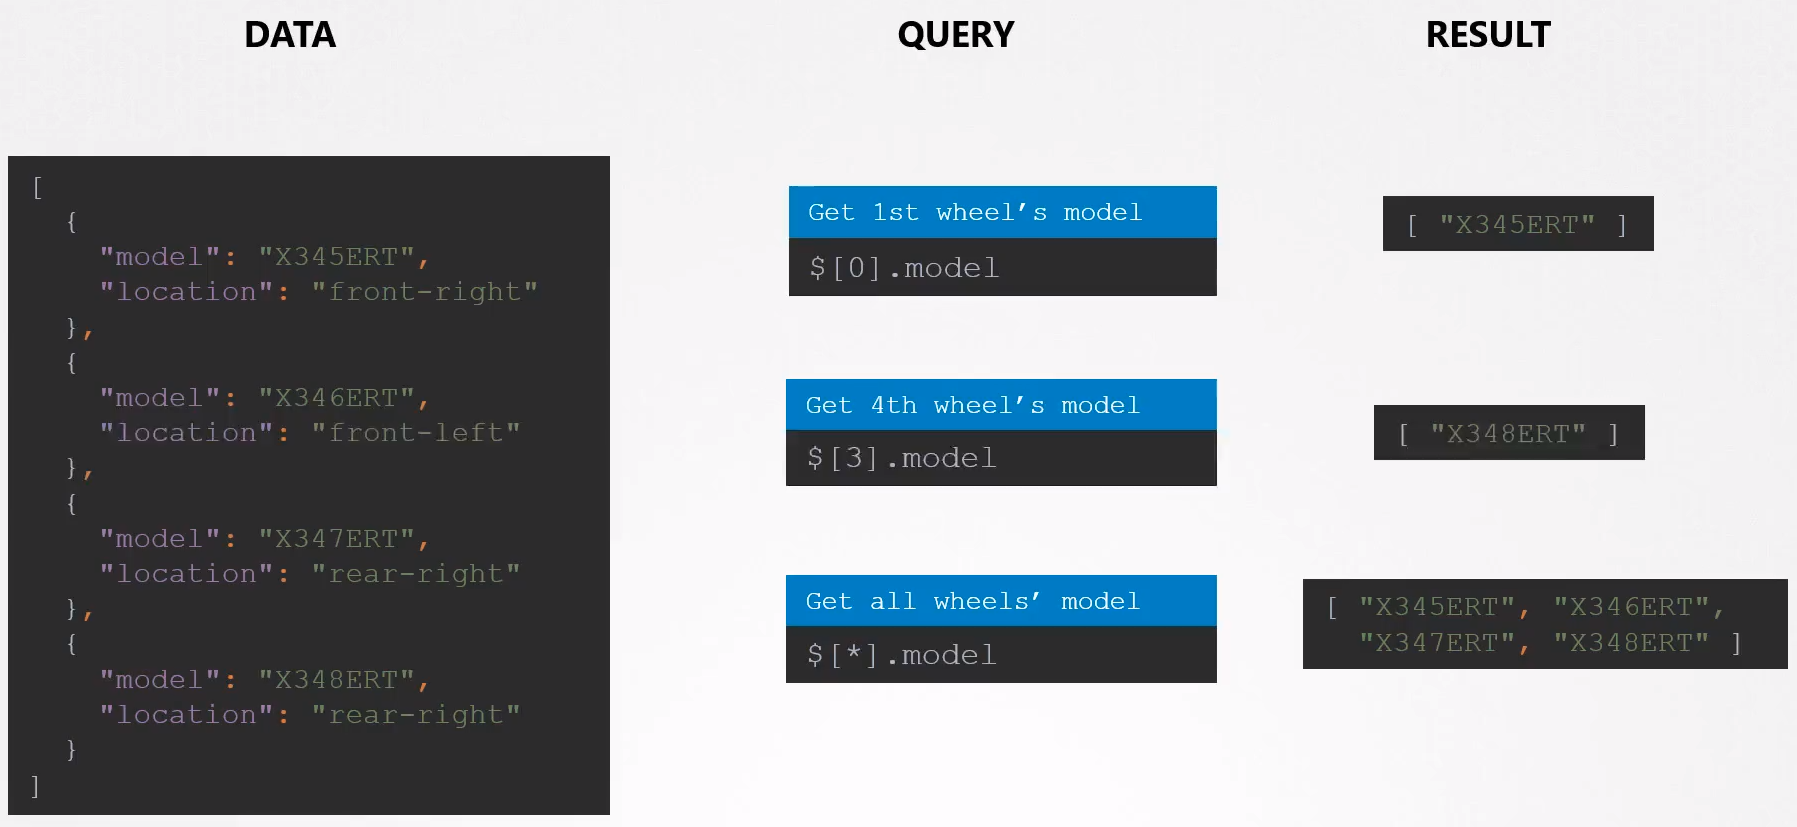 DATA
QUERY
RESULT
[
{
"model": "X345ERT",
"location": "front-right"
},
{
"model": "X346ERT",
"location": "front-left"
},
{
"model": "X347ERT",
"location": "rear-right"
},
{
"model": "X348ERT",
"location": "rear-right"
}
]
Get 1st wheel’s model
$[0].model
[ "X345ERT" ]
Get 4th wheel’s model
$[3].model
[ "X348ERT" ]
Get all wheels’ model
$[*].model
[ "X345ERT", "X346ERT",
"X347ERT", "X348ERT" ]